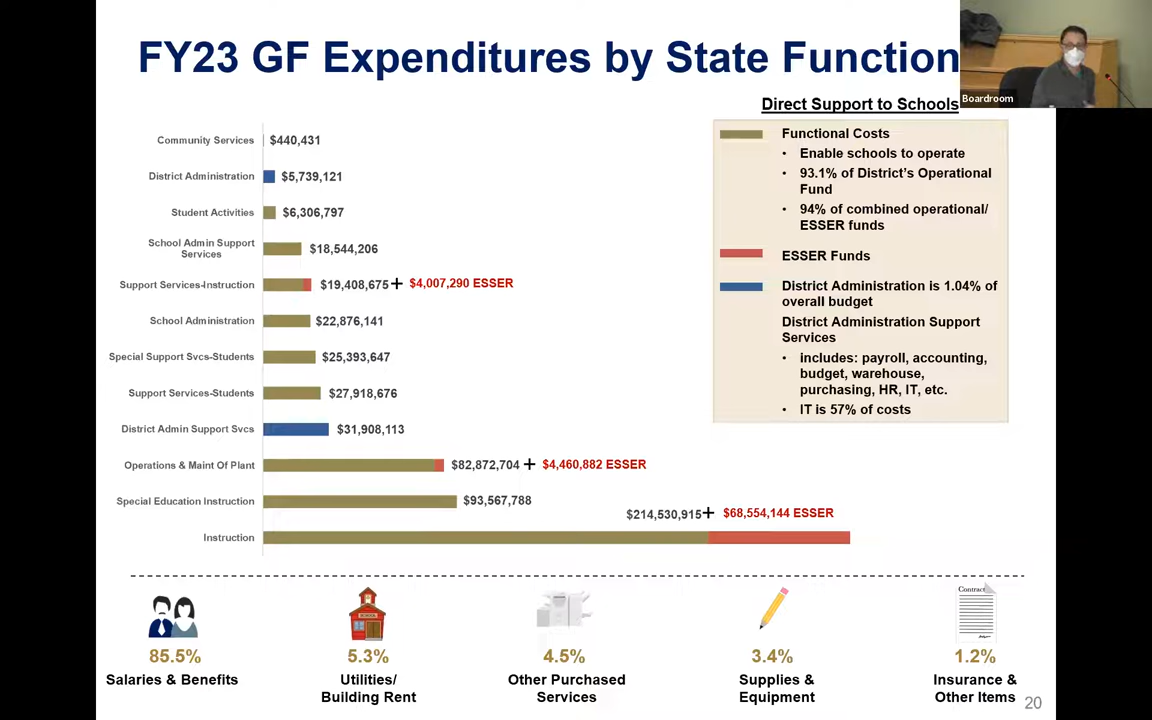 FY23 GF Expenditures by State Function
Boardroom
Direct Support to Schools
Community Services $440,431
District Administration $5,739,121
Student Activities $6,306,797
School Admin Support
Services $18,544,206
Support Services-Instruction $19,408,675 + $4,007,290 ESSER
School Administration $22,876,141
Special Support Svcs-Students $25,393,647
Support Services-Students $27,918,676
District Admin Support Svcs $31,908,113
Operations & Maint Of Plant $82,872,704 + $4,460,882 ESSER
Special Education Instruction $93,567,788
Instruction $214,530,915 + $68,554,144 ESSER
Functional Costs
• Enable schools to operate
• 93.1% of District's Operational
Fund
• 94% of combined operational/
ESSER funds
ESSER Funds
District Administration is 1.04% of
overall budget
District Administration Support
Services
• includes: payroll, accounting,
budget, warehouse,
purchasing, HR, IT, etc.
• IT is 57% of costs
SCHOOL
Contract
85.5%
Salaries & Benefits
5.3%
Utilities/
Building Rent
4.5%
Other Purchased
Services
3.4%
Supplies &
Equipment
1.2%
Insurance &
Other Items
20